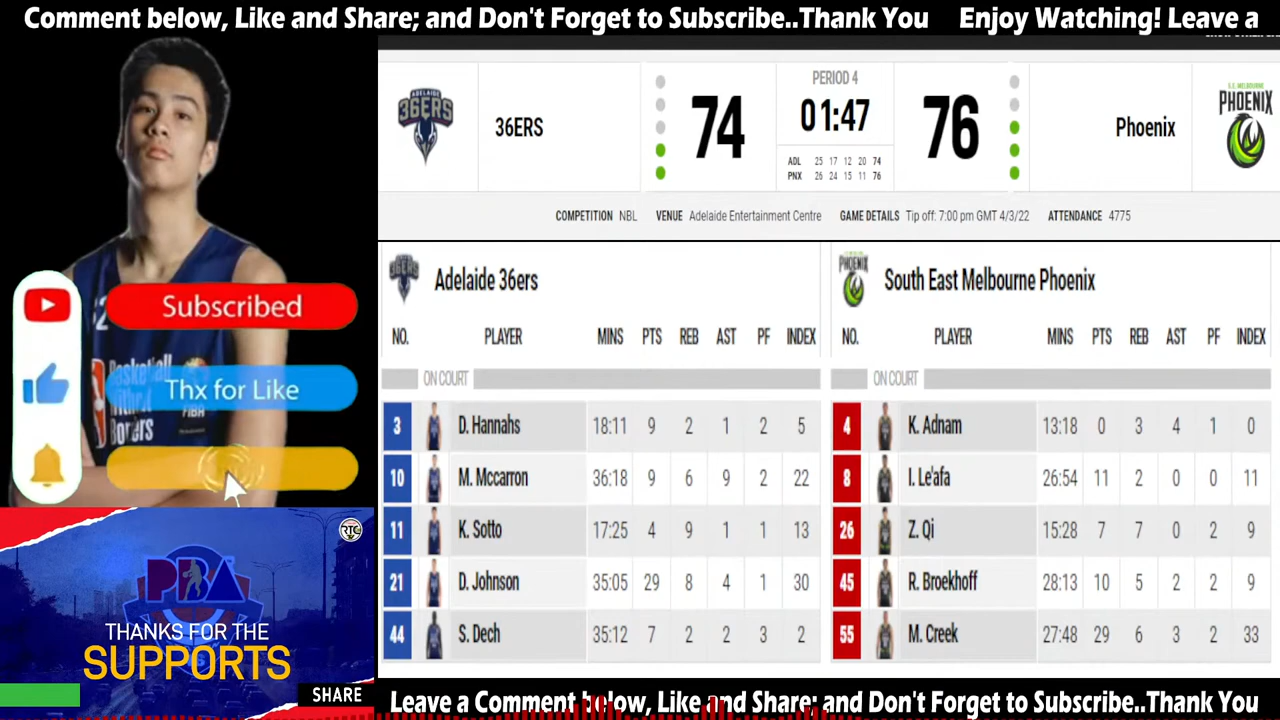 Comment below, Like and Share; and Don't Forget to Subscribe..Thank You Enjoy Watching! Leave a
ADELAIDE
36ERS
36ERS
74
PERIOD 4
01:47
ADL 25 17 12 20 74
PNX 26 24 15 11 76
76
Phoenix
S.E. MELBOURNE
PHOENIX
COMPETITION NBL VENUE Adelaide Entertainment Centre GAME DETAILS Tip off: 7:00 pm GMT 4/3/22 ATTENDANCE 4775
36ERS
Adelaide 36ers
NO. PLAYER MINS PTS REB AST PF INDEX
ON COURT
3 D. Hannahs 18:11 9 2 1 2 5
10 M. Mccarron 36:18 9 6 9 2 22
11 K. Sotto 17:25 4 9 1 1 13
21 D. Johnson 35:05 29 8 4 1 30
44 S. Dech 35:12 7 2 2 3 2
PHOENIX
South East Melbourne Phoenix
NO. PLAYER MINS PTS REB AST PF INDEX
ON COURT
4 K. Adnam 13:18 0 3 4 1 0
8 I. Le'afa 26:54 11 2 0 0 11
26 Z. Qi 15:28 7 7 0 2 9
45 R. Broekhoff 28:13 10 5 2 2 9
55 M. Creek 27:48 29 6 3 2 33
Subscribed
Thx for Like
Basketball
Without
Borders
FIBA
RTC
PBA
THANKS FOR THE
SUPPORTS
SHARE
Leave a Comment below, Like and Share; and Don't Forget to Subscribe..Thank You